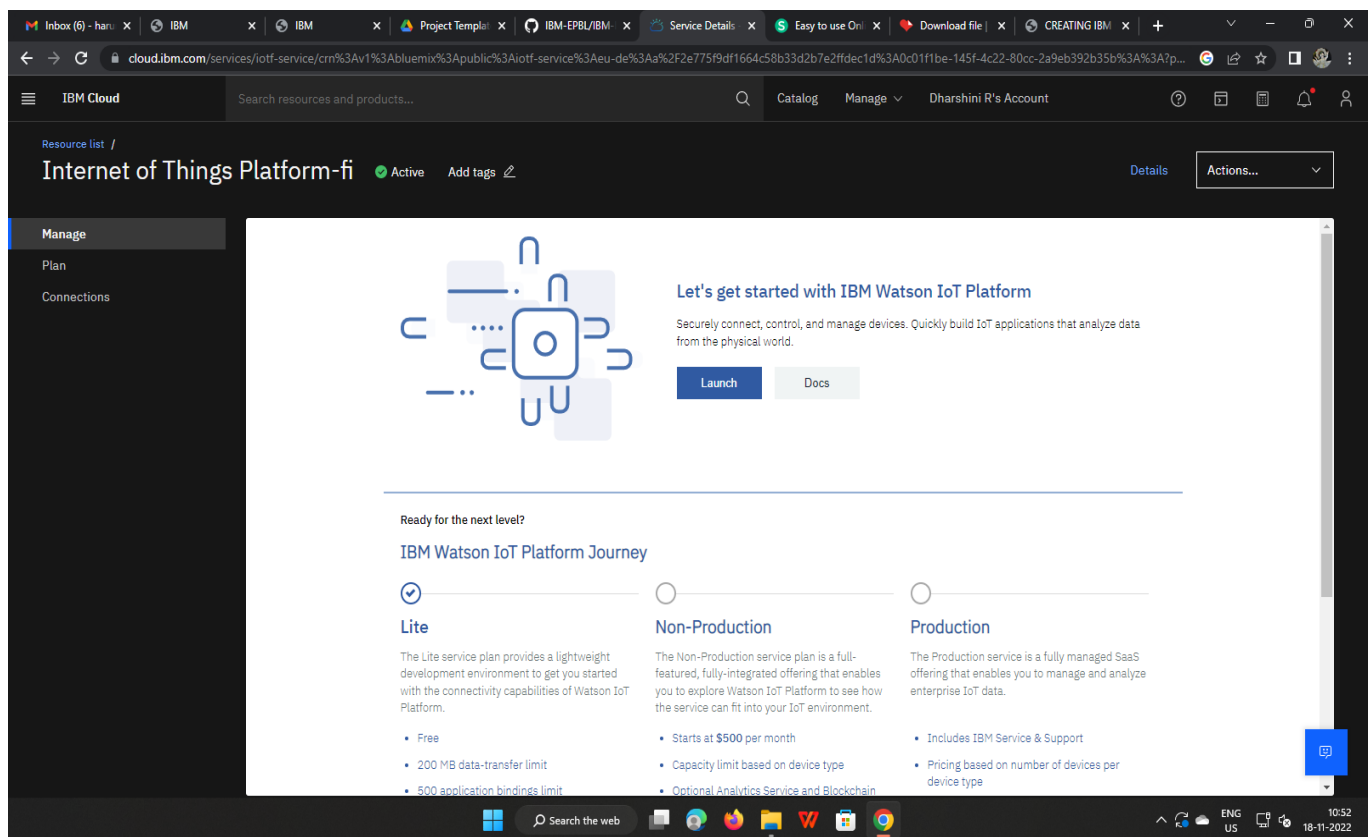 Inbox (6) - haru
IBM
IBM
Project Templat
IBM-EPBL/IBM-
Service Details
Easy to use Onl
Download file |
CREATING IBM
cloud.ibm.com/services/iotf-service/crn%3Av1%3Abluemix%3Apublic%3Aiotf-service%3Aeu-de%3Aa%2F2e775f9df1664c58b33d2b7e2ffdec1d%3A0c01f1be-145f-4c22-80cc-2a9eb392b35b%3A%3A?p...
IBM Cloud
Search resources and products...
Catalog
Manage
Dharshini R's Account
Resource list /
Internet of Things Platform-fi
Active
Add tags
Details
Actions...
Manage
Plan
Connections
Let's get started with IBM Watson IoT Platform
Securely connect, control, and manage devices. Quickly build IoT applications that analyze data
from the physical world.
Launch
Docs
Ready for the next level?
IBM Watson IoT Platform Journey
Lite
The Lite service plan provides a lightweight
development environment to get you started
with the connectivity capabilities of Watson IoT
Platform.
• Free
• 200 MB data-transfer limit
• 500 application bindings limit
Non-Production
The Non-Production service plan is a full-
featured, fully-integrated offering that enables
you to explore Watson IoT Platform to see how
the service can fit into your IoT environment.
• Starts at $500 per month
• Capacity limit based on device type
• Optional Analytics Service and Blockchain
Production
The Production service is a fully managed SaaS
offering that enables you to manage and analyze
enterprise IoT data.
• Includes IBM Service & Support
• Pricing based on number of devices per
device type
Search the web
ENG
US
10:52
18-11-2022